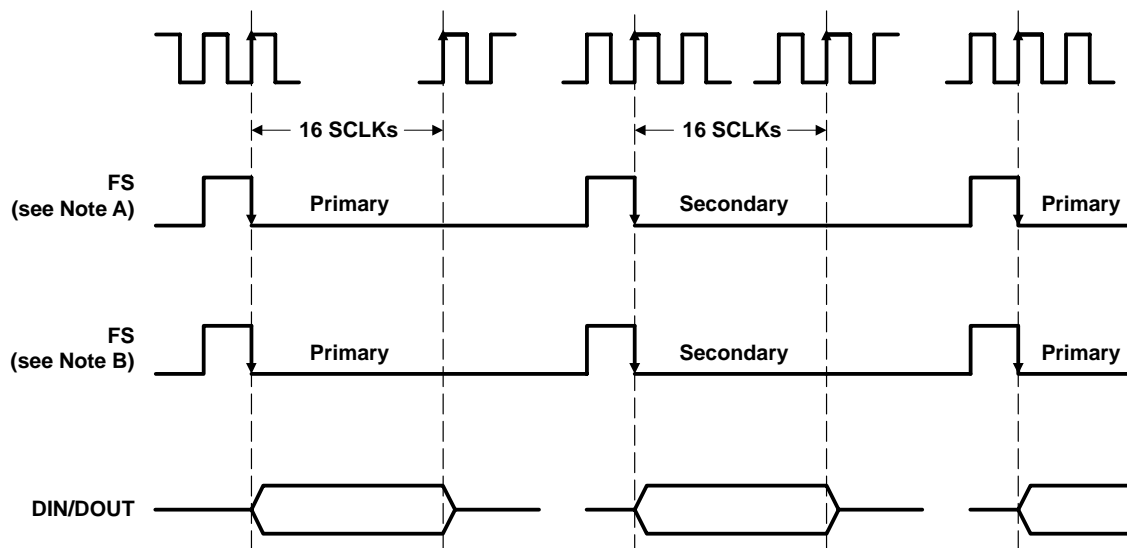 16 SCLKs
16 SCLKs
FS
(see Note A)
Primary
Secondary
Primary
FS
(see Note B)
Primary
Secondary
Primary
DIN/DOUT